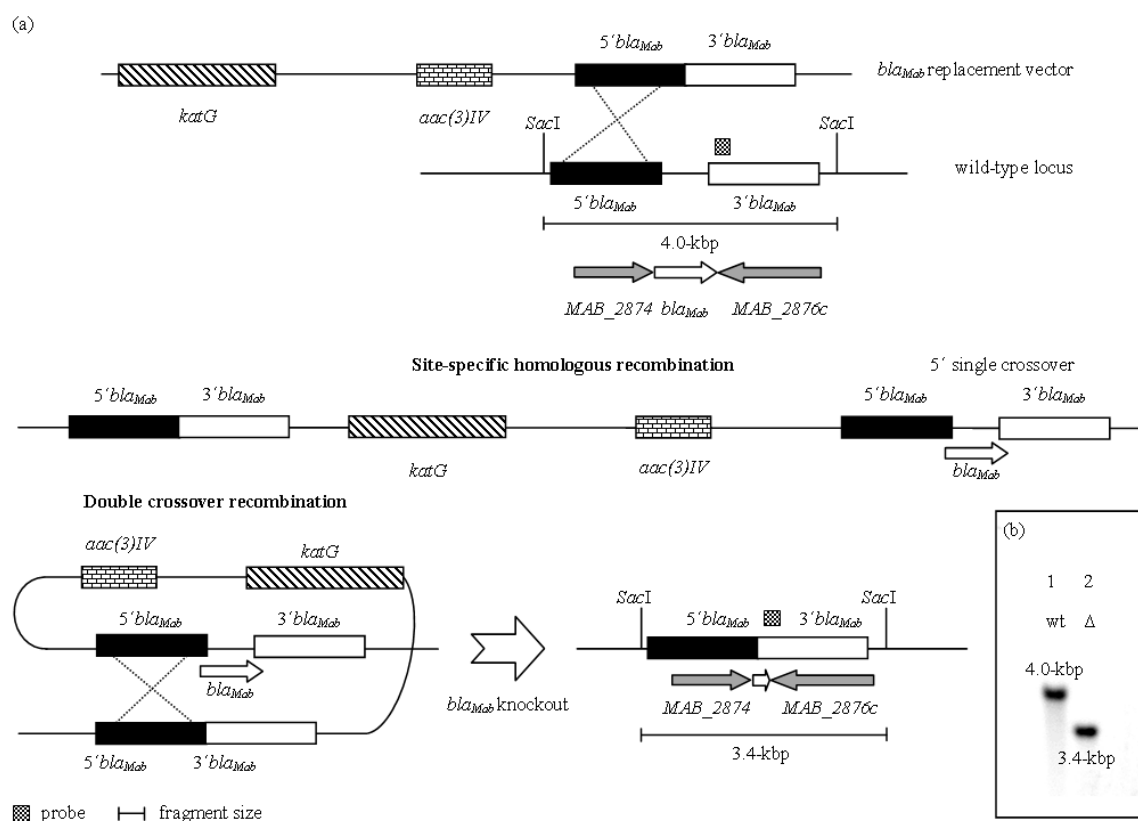 (a)
5´blaMab 3´blaMab
blaMab replacement vector
katG
aac(3)IV
SacI SacI
wild-type locus
5´blaMab 3´blaMab
4.0-kbp
MAB_2874 blaMab MAB_2876c
Site-specific homologous recombination
5´ single crossover
5´blaMab 3´blaMab 5´blaMab 3´blaMab
katG aac(3)IV blaMab
Double crossover recombination
aac(3)IV katG
5´blaMab 3´blaMab
blaMab
5´blaMab 3´blaMab
blaMab knockout
SacI SacI
5´blaMab 3´blaMab
MAB_2874 MAB_2876c
3.4-kbp
(b)
1 2
wt Δ
4.0-kbp
3.4-kbp
probe fragment size